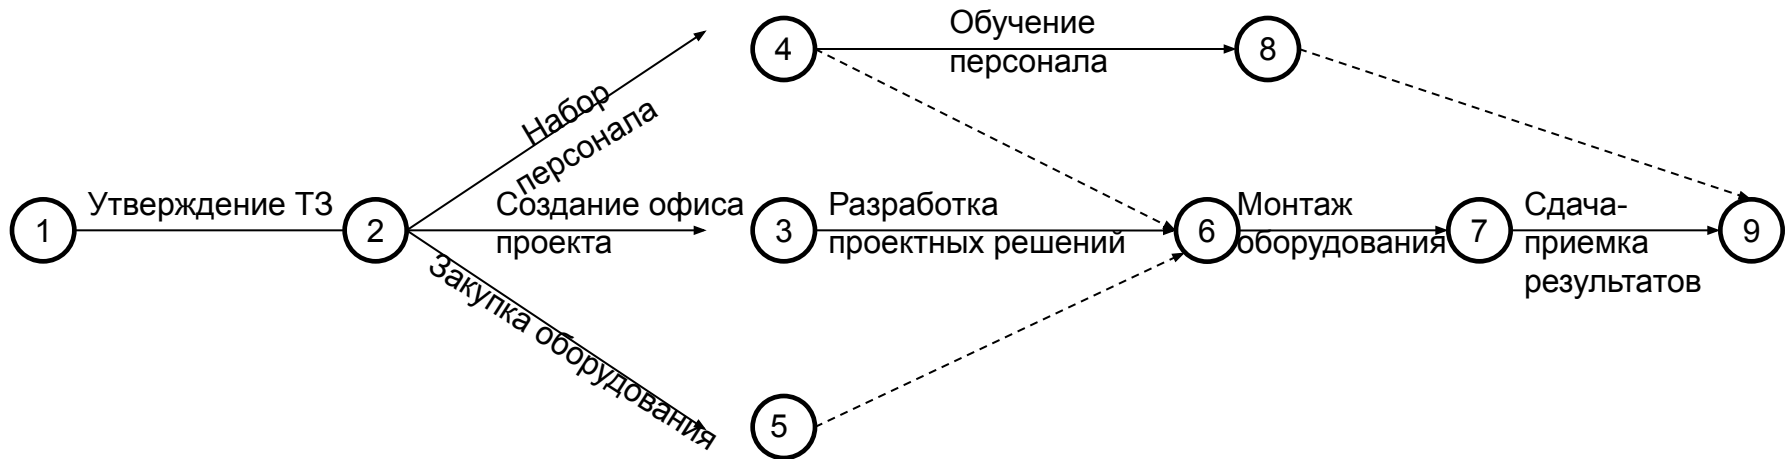 4
Обучение
персонала
8
Набор
персонала
1
Утверждение ТЗ
2
Создание офиса
проекта
3
Разработка
проектных решений
6
Монтаж
оборудования
7
Сдача-
приемка
результатов
9
Закупка оборудования
5